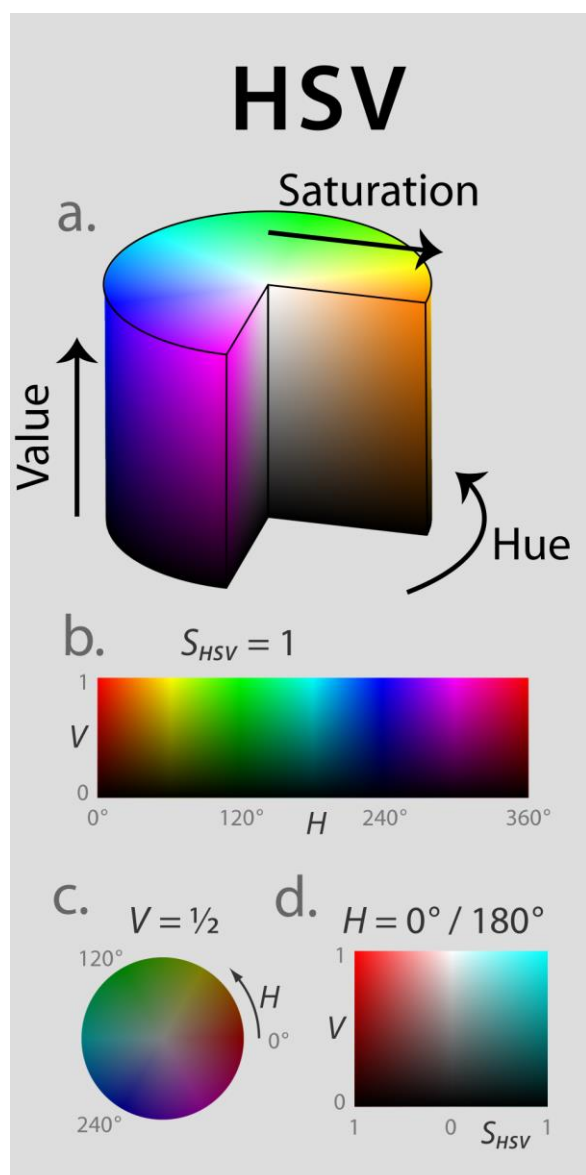 HSV
a.
Saturation
Value
Hue
b.
S_HSV = 1
1
V
0
0°
120°
H
240°
360°
c.
V = ½
120°
H
0°
240°
d.
H = 0° / 180°
1
V
0
1
0
S_HSV
1